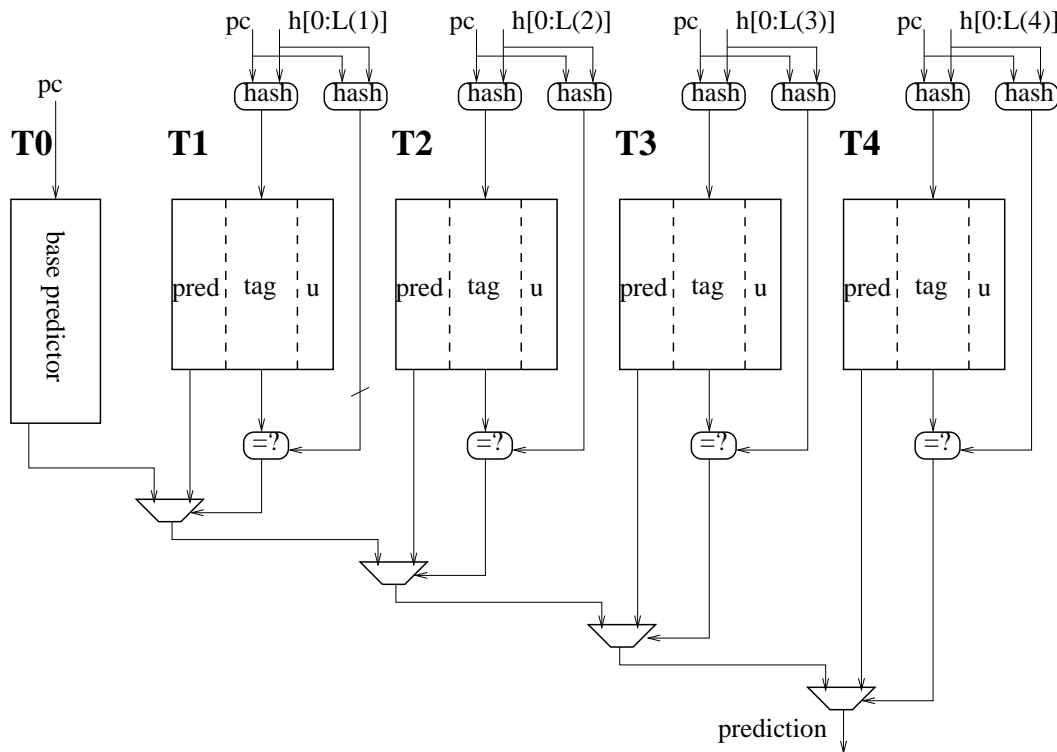 pc h[0:L(1)] pc h[0:L(2)] pc h[0:L(3)] pc h[0:L(4)]
pc hash hash hash hash hash hash hash hash
T0 T1 T2 T3 T4
base predictor
pred tag u pred tag u pred tag u pred tag u
=? =? =? =?
prediction